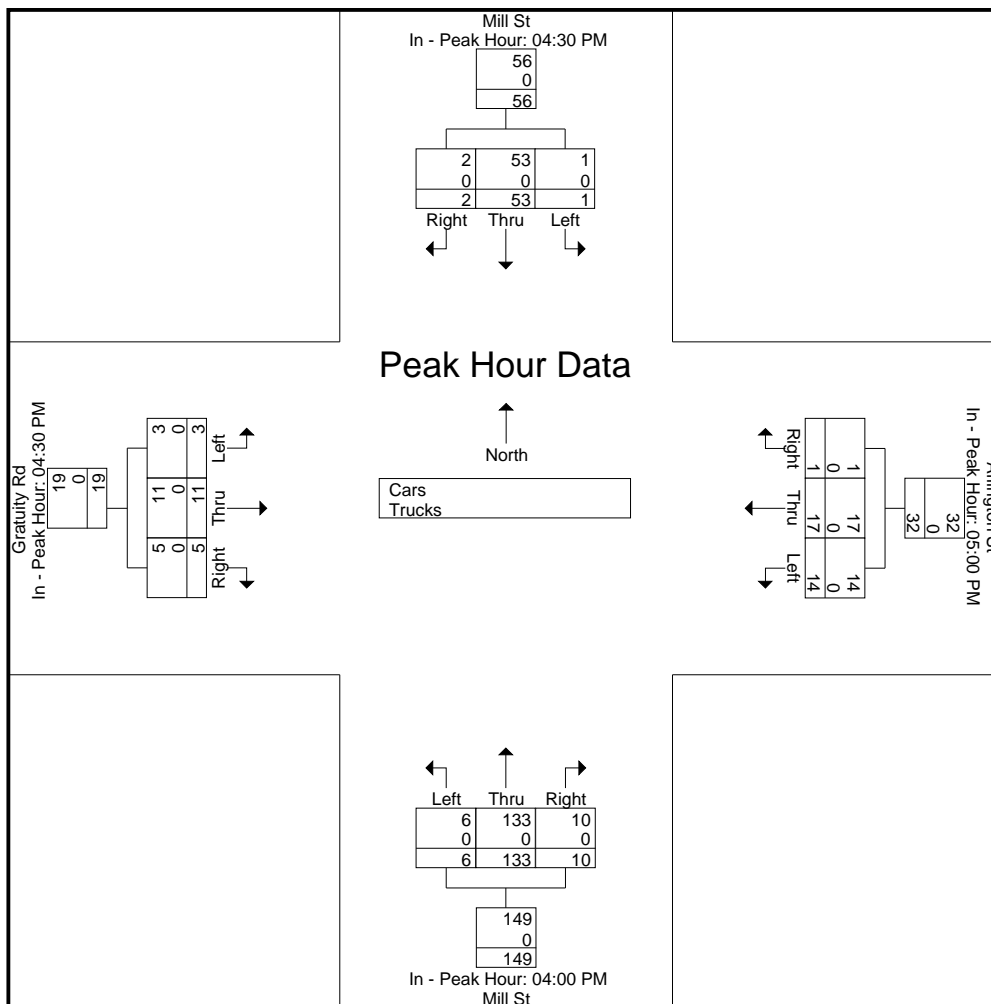 Mill St
In - Peak Hour: 04:30 PM
56
0
56
2 53 1
0 0 0
2 53 1
Right Thru Left
Peak Hour Data
North
Cars
Trucks
Gratuity Rd
In - Peak Hour: 04:30 PM
19
0
19
3 0 3
11 0 11
5 0 5
Left
Thru
Right
In - Peak Hour: 05:00 PM
32
0
32
1 0 1
17 0 17
14 0 14
Right
Thru
Left
Left Thru Right
6 133 10
0 0 0
6 133 10
149
0
149
In - Peak Hour: 04:00 PM
Mill St